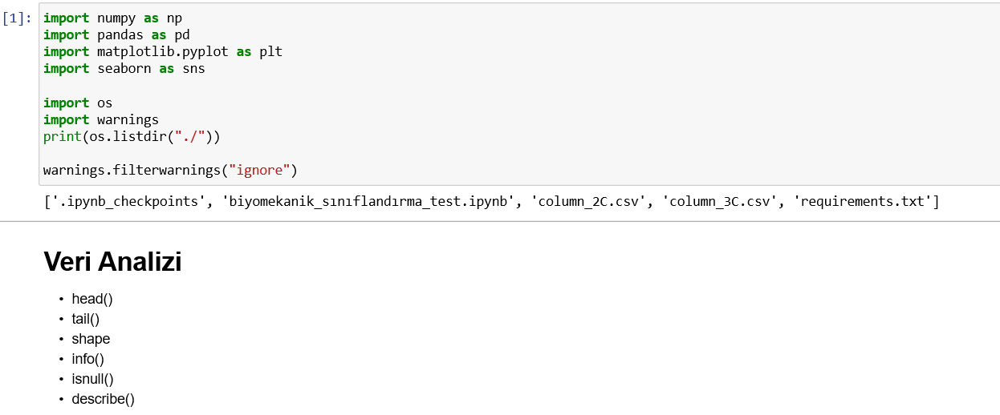 [1]: import numpy as np
import pandas as pd
import matplotlib.pyplot as plt
import seaborn as sns
import os
import warnings
print(os.listdir("./"))
warnings.filterwarnings("ignore")
['.ipynb_checkpoints', 'biyomekanik_sınıflandırma_test.ipynb', 'column_2C.csv', 'column_3C.csv', 'requirements.txt']
Veri Analizi
• head()
• tail()
• shape
• info()
• isnull()
• describe()